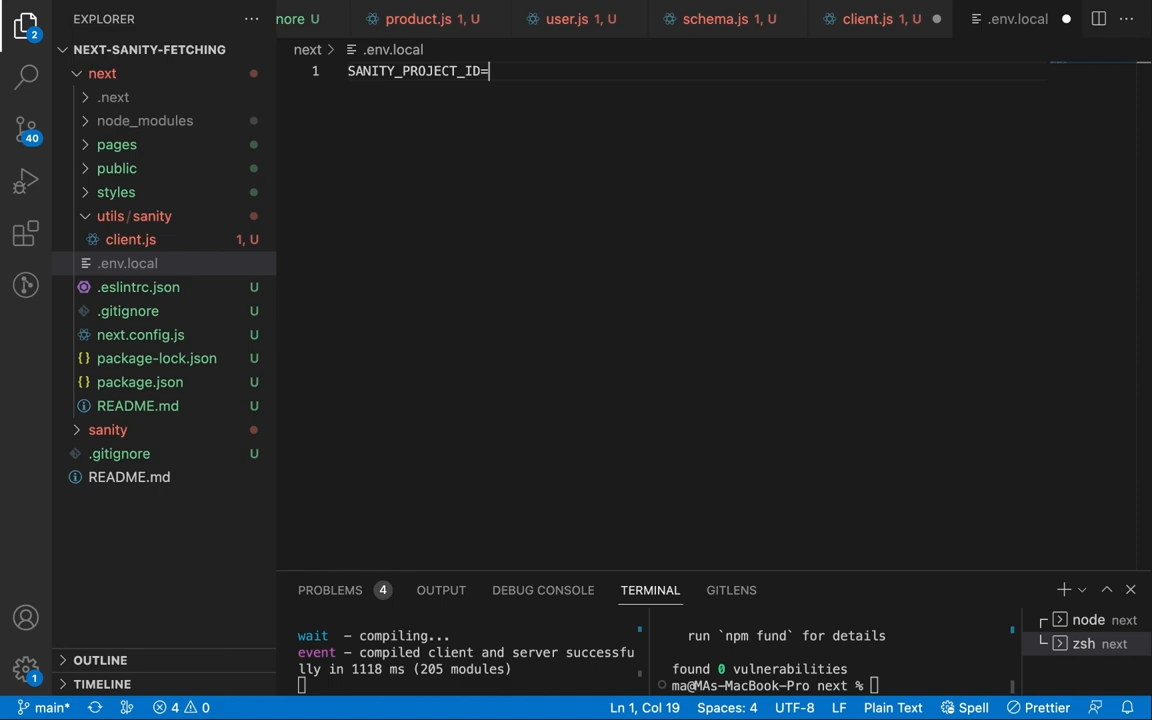 EXPLORER
nore U
product.js 1, U
user.js 1, U
schema.js 1, U
client.js 1, U
.env.local
2
NEXT-SANITY-FETCHING
next > .env.local
next
1 SANITY_PROJECT_ID=
.next
node_modules
40
pages
public
styles
utils/sanity
client.js 1, U
.env.local
.eslintrc.json U
.gitignore U
next.config.js U
package-lock.json U
package.json U
README.md U
sanity
.gitignore U
README.md
PROBLEMS 4 OUTPUT DEBUG CONSOLE TERMINAL GITLENS
wait - compiling...
event - compiled client and server successfu
lly in 1118 ms (205 modules)
run `npm fund` for details
found 0 vulnerabilities
ma@MAs-MacBook-Pro next %
node next
zsh next
OUTLINE
TIMELINE
1
main* 4 0 Ln 1, Col 19 Spaces: 4 UTF-8 LF Plain Text Spell Prettier